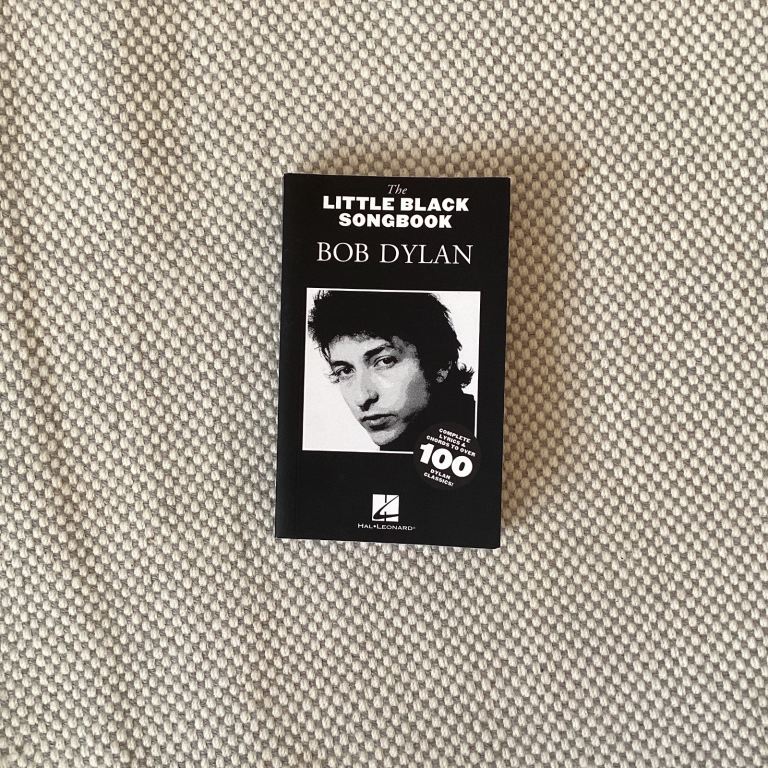 The
LITTLE BLACK
SONGBOOK
BOB DYLAN
COMPLETE
LYRICS &
CHORDS TO OVER
100
DYLAN
CLASSICS!
HAL•LEONARD®